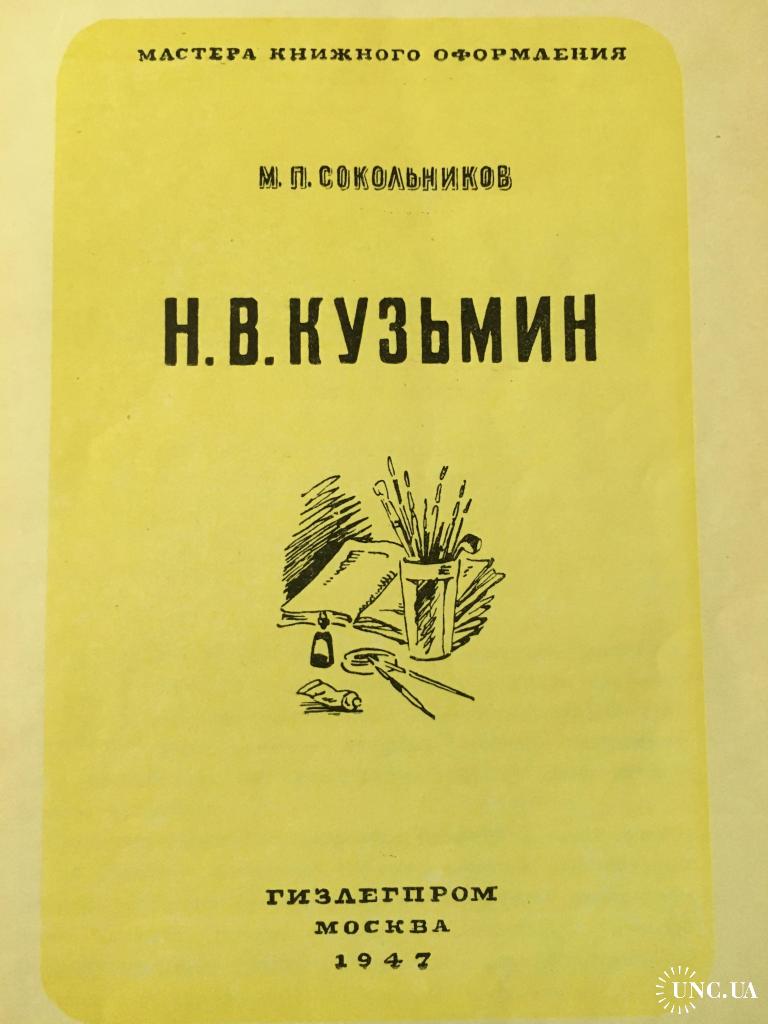 МАСТЕРА КНИЖНОГО ОФОРМЛЕНИЯ
М. П. СОКОЛЬНИКОВ
Н. В. КУЗЬМИН
ГИЗЛЕГПРОМ
МОСКВА
1947
UNC.UA